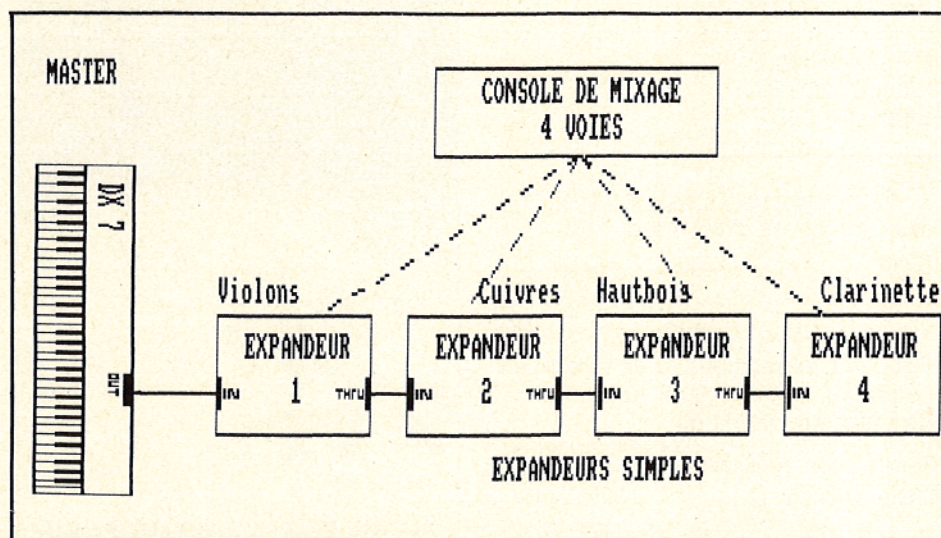 MASTER
CONSOLE DE MIXAGE
4 VOIES
DX 7
Violons
Cuivres
Hautbois
Clarinette
EXPANDEUR
1
EXPANDEUR
2
EXPANDEUR
3
EXPANDEUR
4
OUT
IN
THRU
IN
THRU
IN
THRU
IN
EXPANDEURS SIMPLES